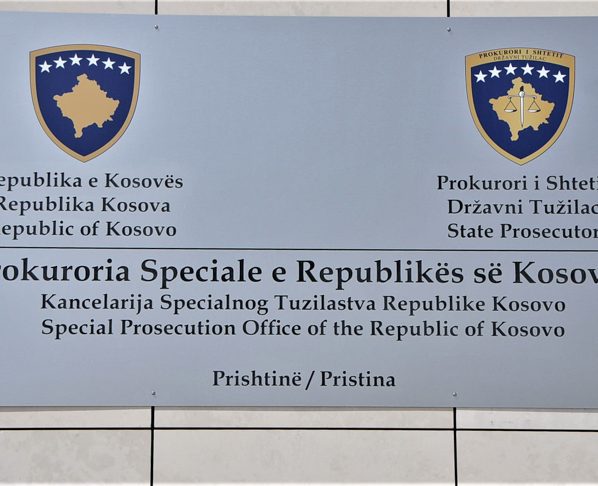 PROKURORI I SHTETIT
DRŽAVNI TUŽILAC
epublika e Kosovës
Republika Kosova
epublic of Kosovo
Prokurori i Shteti
Državni Tužilac
State Prosecutor
rokuroria Speciale e Republikës së Kosov
Kancelarija Specialnog Tuzilastva Republike Kosovo
Special Prosecution Office of the Republic of Kosovo
Prishtinë / Pristina